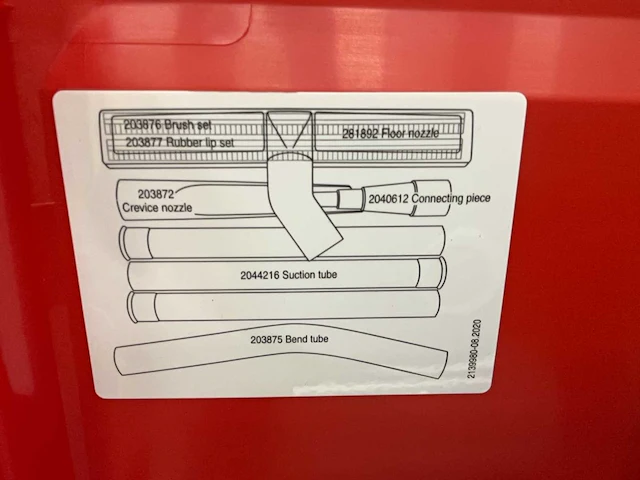 203876 Brush set
203877 Rubber lip set
281892 Floor nozzle
203872
Crevice nozzle
2040612 Connecting piece
2044216 Suction tube
203875 Bend tube
2139980-08.2020